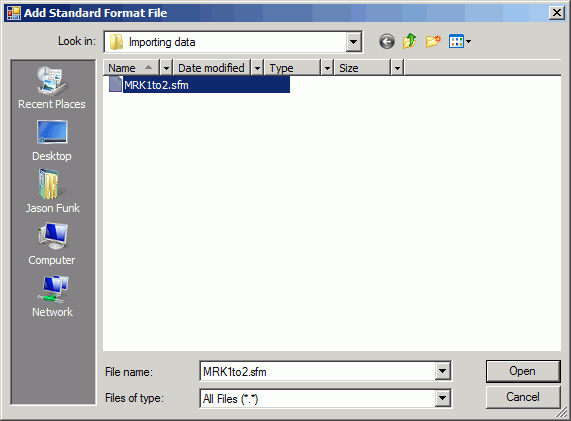 Add Standard Format File
Look in: Importing data
Name Date modified Type Size
MRK1to2.sfm
Recent Places
Desktop
Jason Funk
Computer
Network
File name: MRK1to2.sfm Open
Files of type: All Files (*.*) Cancel